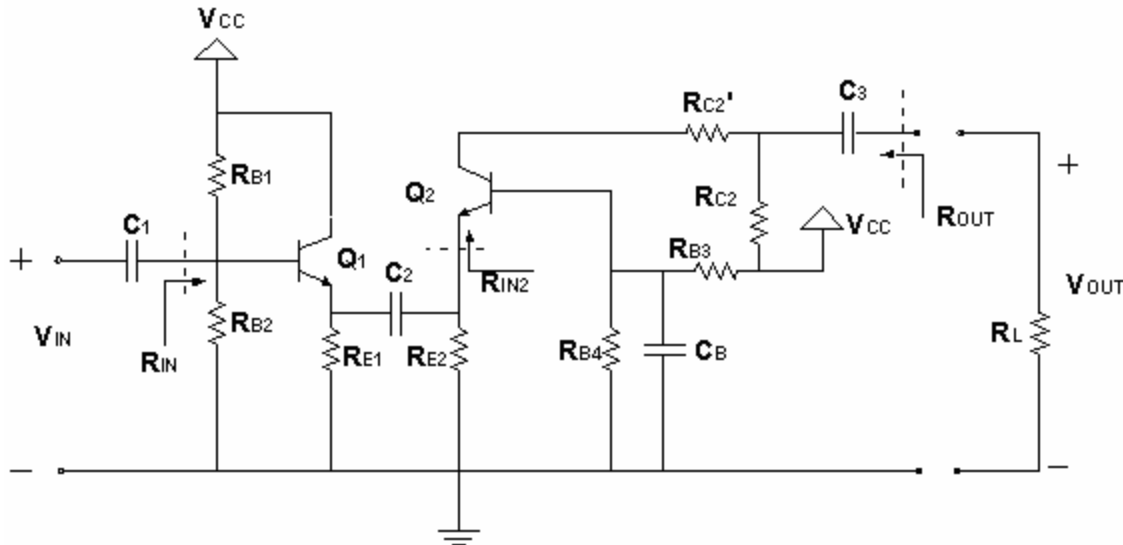 VCC
C3
RC2'
RB1
Q2
RC2
ROUT
VCC
C1
+
Q1
C2
RIN2
RB3
+
VOUT
VIN
RIN
RB2
RE1
RE2
RB4
CB
RL
−
−